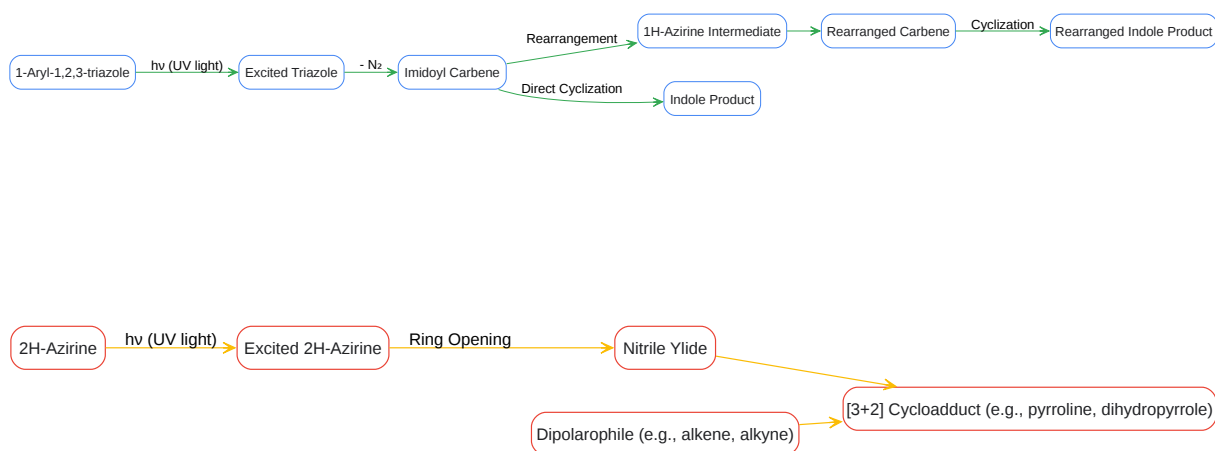 1-Aryl-1,2,3-triazole
hν (UV light)
Excited Triazole
- N₂
Imidoyl Carbene
Rearrangement
1H-Azirine Intermediate
Rearranged Carbene
Cyclization
Rearranged Indole Product
Direct Cyclization
Indole Product
2H-Azirine
hν (UV light)
Excited 2H-Azirine
Ring Opening
Nitrile Ylide
Dipolarophile (e.g., alkene, alkyne)
[3+2] Cycloadduct (e.g., pyrroline, dihydropyrrole)